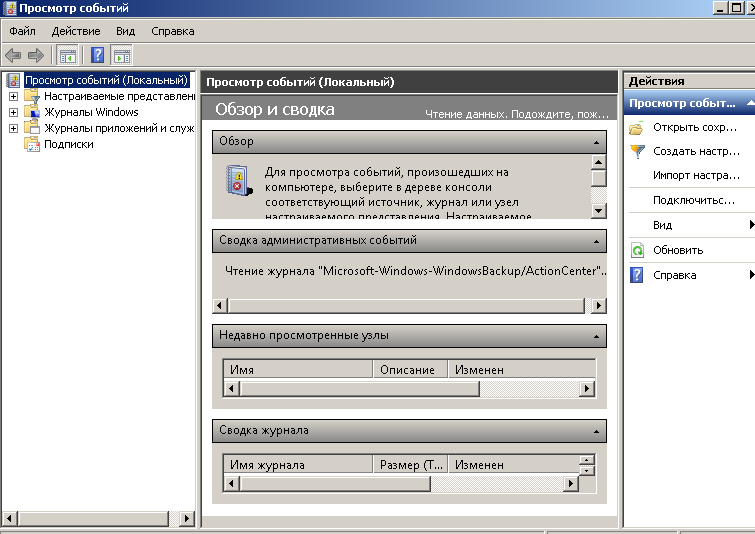 Просмотр событий
Файл Действие Вид Справка
Просмотр событий (Локальный)
Настраиваемые представлен
Журналы Windows
Журналы приложений и служ
Подписки
Просмотр событий (Локальный)
Обзор и сводка
Чтение данных. Подождите, пож...
Обзор
Для просмотра событий, произошедших на
компьютере, выберите в дереве консоли
соответствующий источник, журнал или узел
настраиваемого представления. Настраиваемое
Сводка административных событий
Чтение журнала "Microsoft-Windows-WindowsBackup/ActionCenter"..
Недавно просмотренные узлы
Имя Описание Изменен
Сводка журнала
Имя журнала Размер (Т... Изменен
Действия
Просмотр событ...
Открыть сохр...
Создать настр...
Импорт настра...
Подключитьс...
Вид
Обновить
Справка